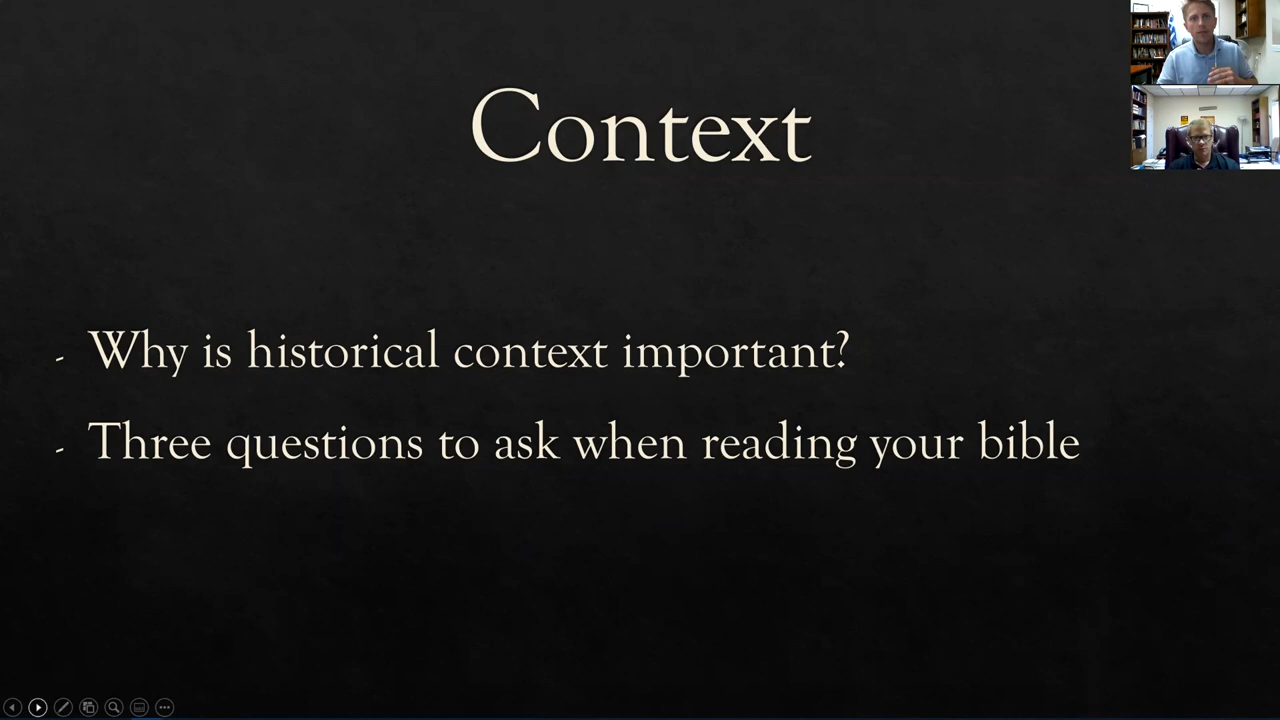 Context
- Why is historical context important?
- Three questions to ask when reading your bible